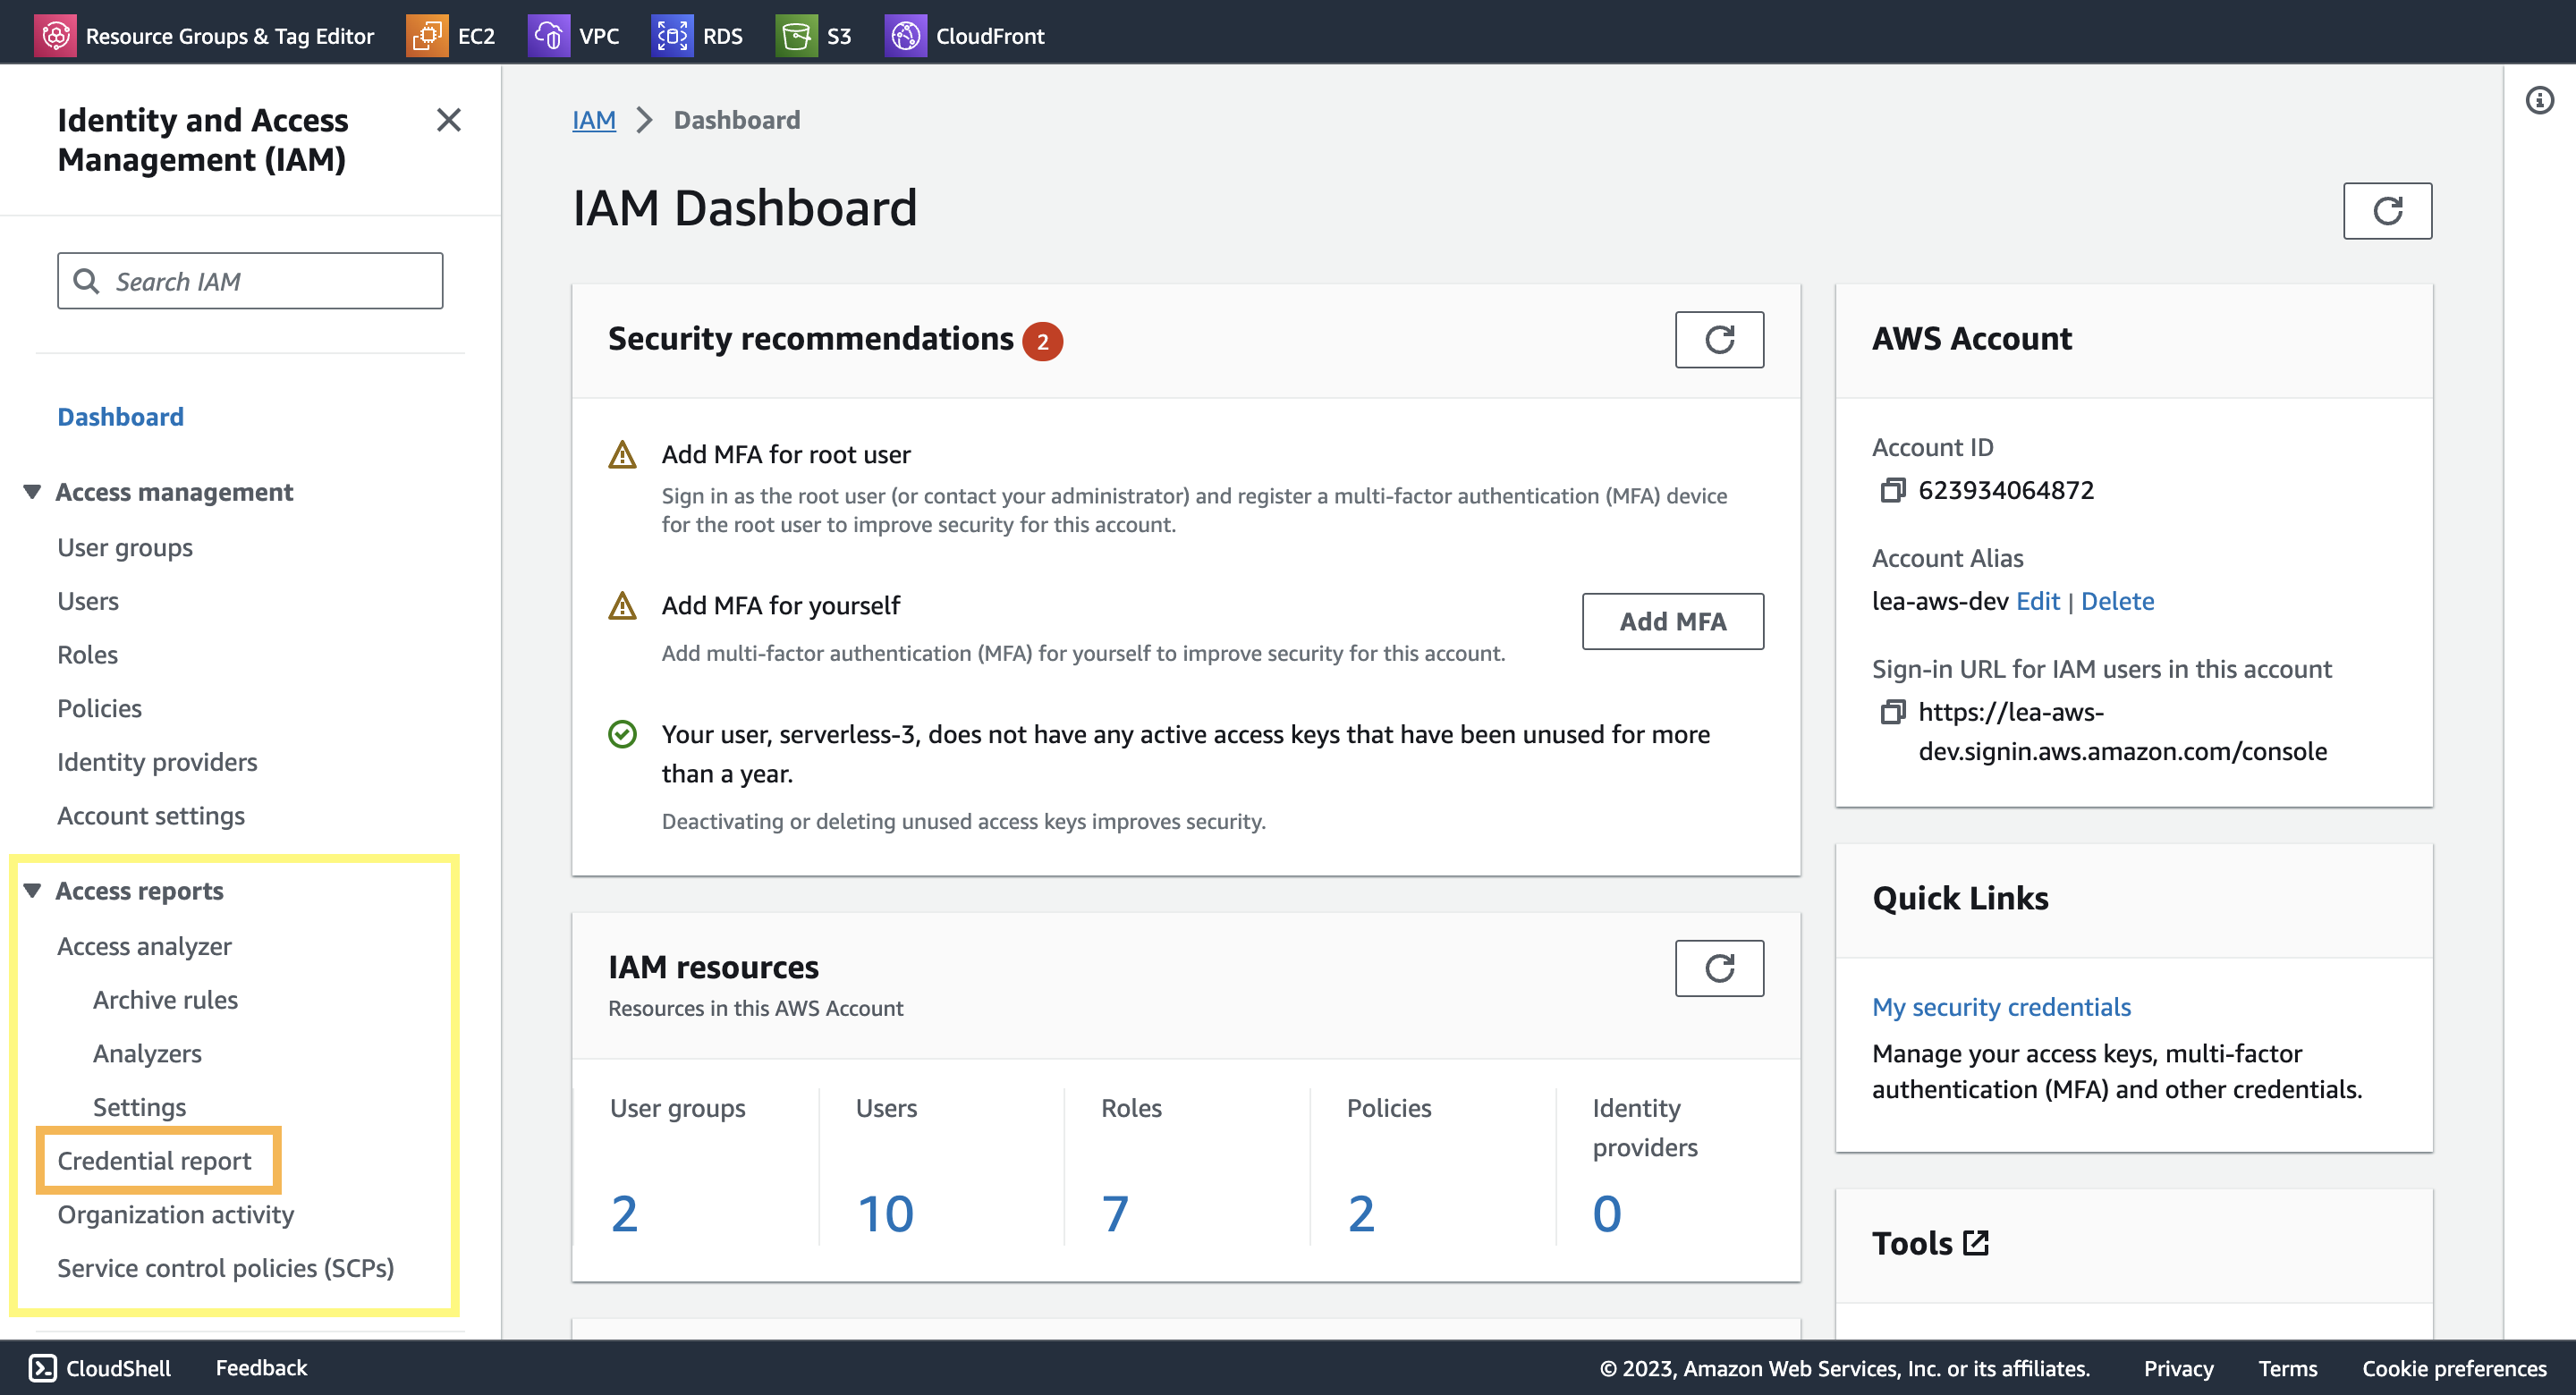 Resource Groups & Tag Editor EC2 VPC RDS S3 CloudFront
Identity and Access
Management (IAM)
Search IAM
Dashboard
Access management
User groups
Users
Roles
Policies
Identity providers
Account settings
Access reports
Access analyzer
Archive rules
Analyzers
Settings
Credential report
Organization activity
Service control policies (SCPs)
IAM > Dashboard
IAM Dashboard
Security recommendations 2
Add MFA for root user
Sign in as the root user (or contact your administrator) and register a multi-factor authentication (MFA) device
for the root user to improve security for this account.
Add MFA for yourself
Add multi-factor authentication (MFA) for yourself to improve security for this account.
Add MFA
Your user, serverless-3, does not have any active access keys that have been unused for more
than a year.
Deactivating or deleting unused access keys improves security.
IAM resources
Resources in this AWS Account
User groups
2
Users
10
Roles
7
Policies
2
Identity
providers
0
AWS Account
Account ID
623934064872
Account Alias
lea-aws-dev Edit | Delete
Sign-in URL for IAM users in this account
https://lea-aws-
dev.signin.aws.amazon.com/console
Quick Links
My security credentials
Manage your access keys, multi-factor
authentication (MFA) and other credentials.
Tools
CloudShell Feedback © 2023, Amazon Web Services, Inc. or its affiliates. Privacy Terms Cookie preferences